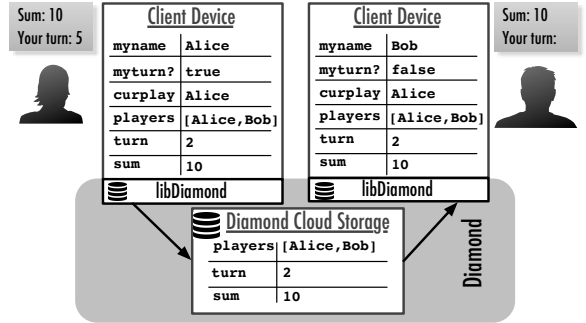 Sum: 10
Your turn: 5
Client Device
myname Alice
myturn? true
curplay Alice
players [Alice,Bob]
turn 2
sum 10
libDiamond
Client Device
myname Bob
myturn? false
curplay Alice
players [Alice,Bob]
turn 2
sum 10
libDiamond
Sum: 10
Your turn:
Diamond Cloud Storage
players [Alice,Bob]
turn 2
sum 10
Diamond